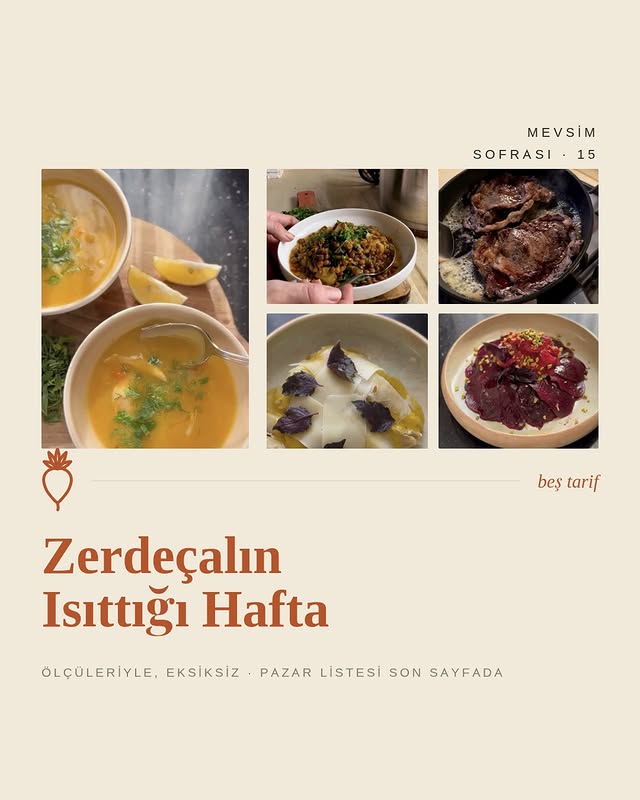 MEVSİM
SOFRASI · 15
beş tarif
Zerdeçalın
Isıttığı Hafta
ÖLÇÜLERİYLE, EKSİKSİZ · PAZAR LİSTESİ SON SAYFADA